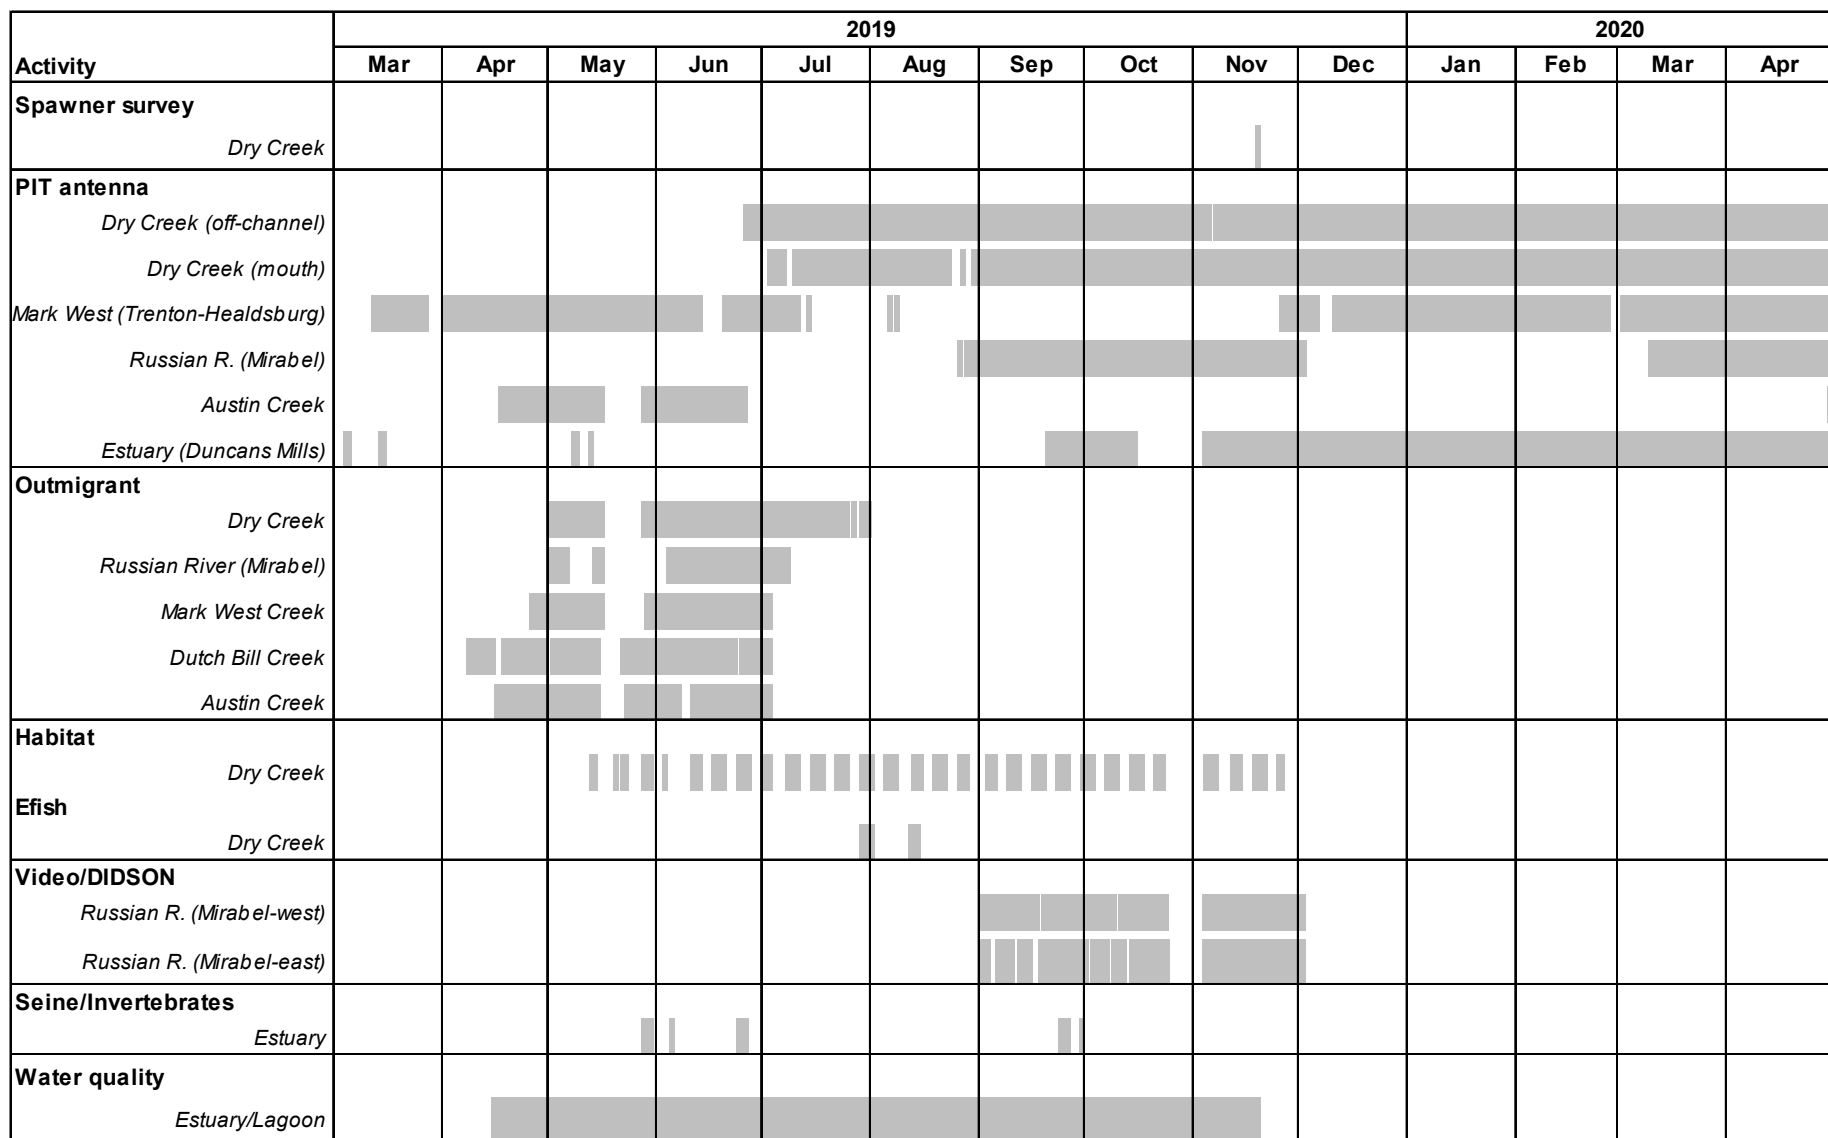 2019 2020
Activity Mar Apr May Jun Jul Aug Sep Oct Nov Dec Jan Feb Mar Apr
Spawner survey
Dry Creek
PIT antenna
Dry Creek (off-channel)
Dry Creek (mouth)
Mark West (Trenton-Healdsburg)
Russian R. (Mirabel)
Austin Creek
Estuary (Duncans Mills)
Outmigrant
Dry Creek
Russian River (Mirabel)
Mark West Creek
Dutch Bill Creek
Austin Creek
Habitat
Dry Creek
Efish
Dry Creek
Video/DIDSON
Russian R. (Mirabel-west)
Russian R. (Mirabel-east)
Seine/Invertebrates
Estuary
Water quality
Estuary/Lagoon